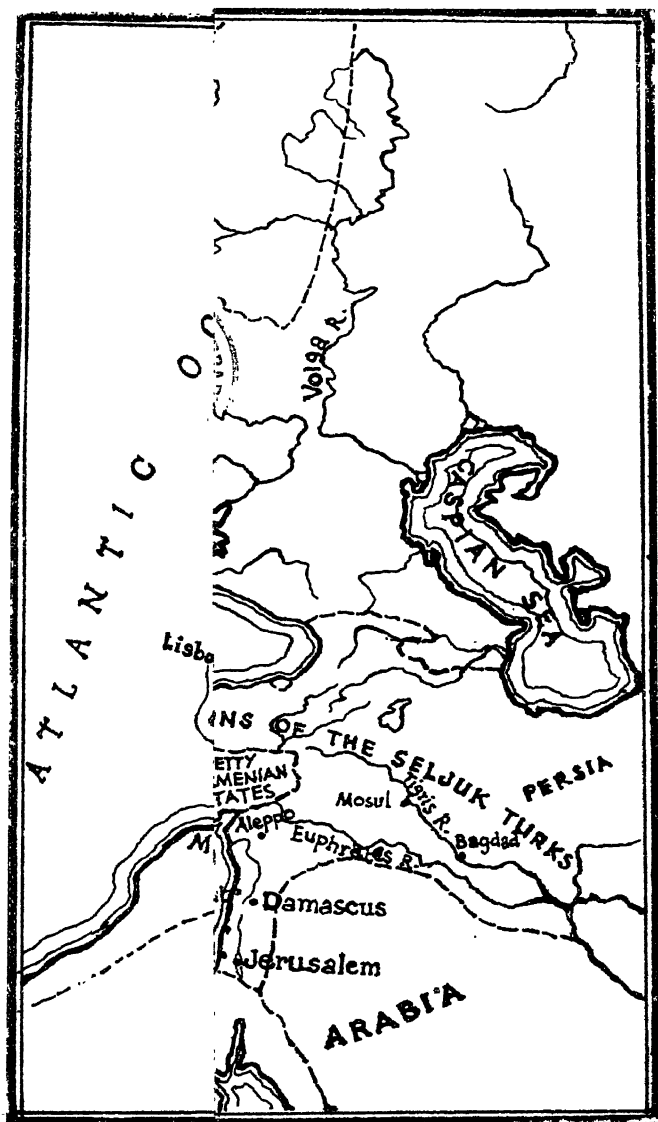 Volga R.
O
C
ATLANTIC
CASPIAN SEA
Lisbo
NS OF THE SELJUK TURKS
ETTY
MENIAN
TATES
PERSIA
Mosul
Tigris R.
Aleppo
Euphrates R.
Bagdad
M
Damascus
Jerusalem
ARABIA